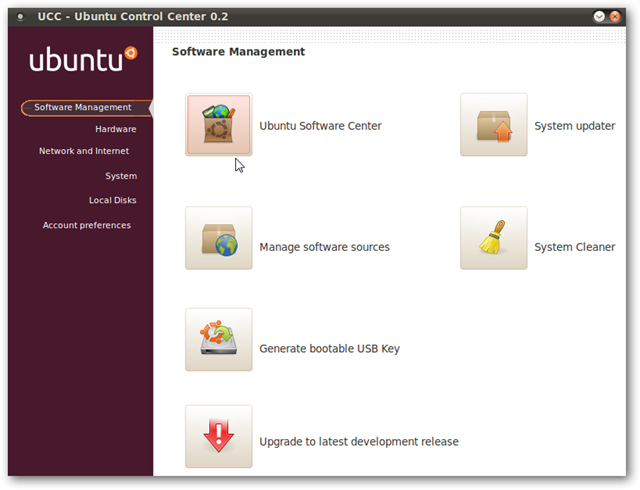 UCC - Ubuntu Control Center 0.2
ubuntu
Software Management
Hardware
Network and Internet
System
Local Disks
Account preferences
Software Management
Ubuntu Software Center
System updater
Manage software sources
System Cleaner
Generate bootable USB Key
Upgrade to latest development release